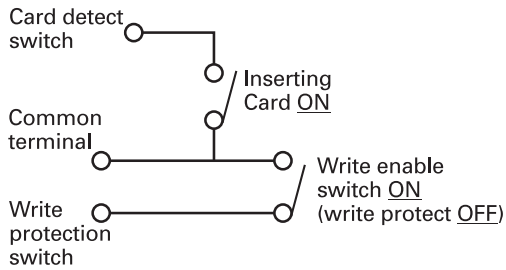 Card detect
switch
Inserting
Card ON
Common
terminal
Write enable
switch ON
(write protect OFF)
Write
protection
switch